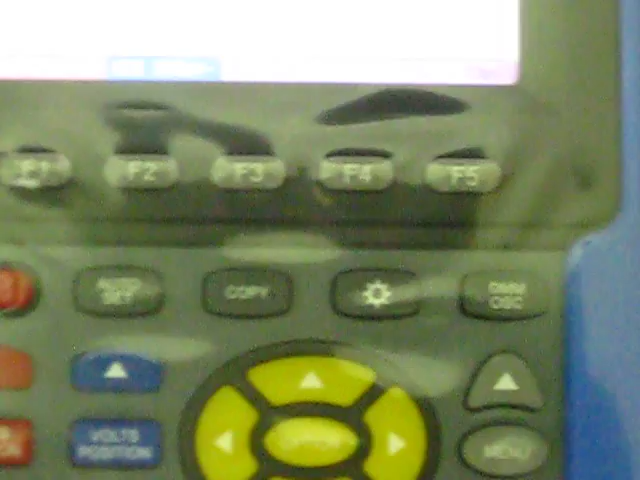 F1
F2
F3
F4
F5
AUTO
SET
COPY
DMM
OSC
VOLTS
POSITION
MENU